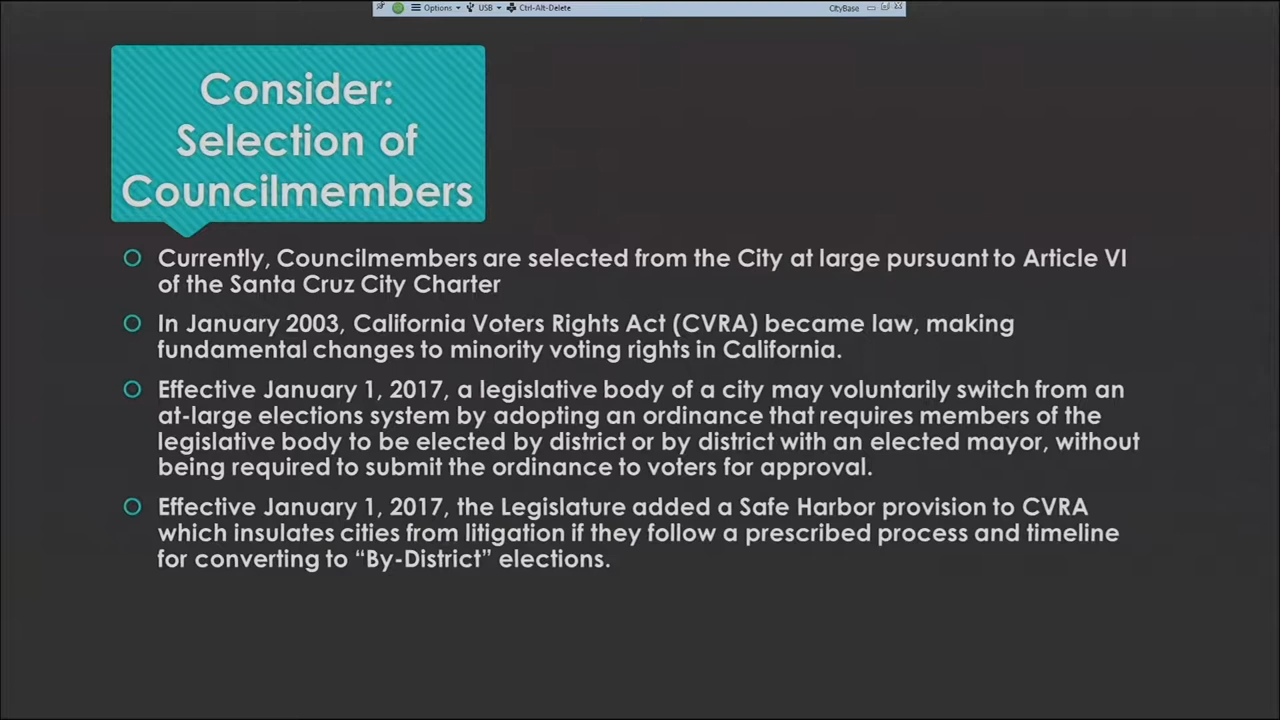 Options USB Ctrl-Alt-Delete CityBase
Consider:
Selection of
Councilmembers
Currently, Councilmembers are selected from the City at large pursuant to Article VI
of the Santa Cruz City Charter
In January 2003, California Voters Rights Act (CVRA) became law, making
fundamental changes to minority voting rights in California.
Effective January 1, 2017, a legislative body of a city may voluntarily switch from an
at-large elections system by adopting an ordinance that requires members of the
legislative body to be elected by district or by district with an elected mayor, without
being required to submit the ordinance to voters for approval.
Effective January 1, 2017, the Legislature added a Safe Harbor provision to CVRA
which insulates cities from litigation if they follow a prescribed process and timeline
for converting to “By-District” elections.